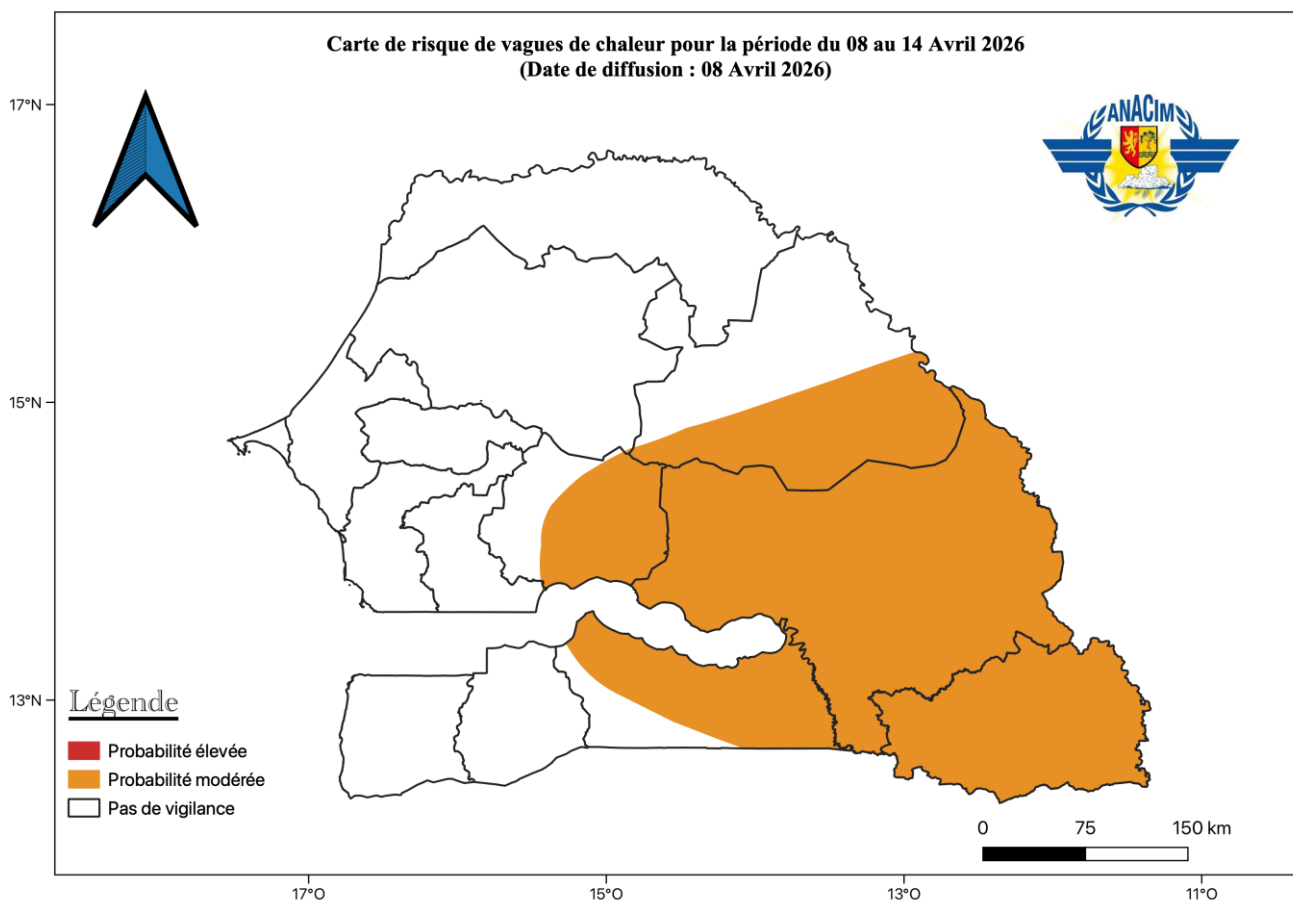 Carte de risque de vagues de chaleur pour la période du 08 au 14 Avril 2026
(Date de diffusion : 08 Avril 2026)
ANACIM
17°N
15°N
13°N
Légende
Probabilité élevée
Probabilité modérée
Pas de vigilance
0 75 150 km
17°O 15°O 13°O 11°O